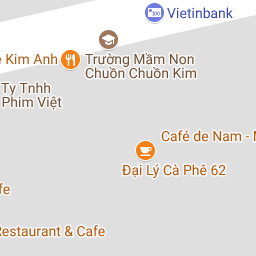 Vietinbank
e Kim Anh
Trường Mầm Non
Chuồn Chuồn Kim
Ty Tnhh
Phim Việt
Café de Nam - M
Đại Lý Cà Phê 62
fe
Restaurant & Cafe